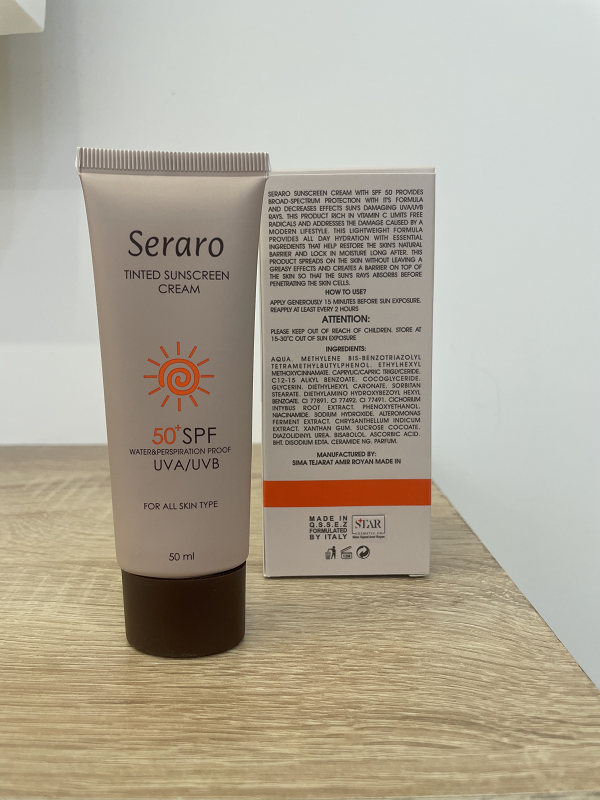 Seraro
TINTED SUNSCREEN
CREAM
50+SPF
WATER&PERSPIRATION PROOF
UVA/UVB
FOR ALL SKIN TYPE
50 ml
SERARO SUNSCREEN CREAM WITH SPF 50 PROVIDES
BROAD-SPECTRUM PROTECTION WITH IT'S FORMULA
AND DECREASES EFFECTS SUN'S DAMAGING UVA/UVB
RAYS. THIS PRODUCT RICH IN VITAMIN C LIMITS FREE
RADICALS AND ADDRESSES THE DAMAGE CAUSED BY A
MODERN LIFESTYLE. THIS LIGHTWEIGHT FORMULA
PROVIDES ALL DAY HYDRATION WITH ESSENTIAL
INGREDIENTS THAT HELP RESTORE THE SKIN'S NATURAL
BARRIER AND LOCK IN MOISTURE LONG AFTER. THIS
PRODUCT SPREADS ON THE SKIN WITHOUT LEAVING A
GREASY EFFECTS AND CREATES A BARRIER ON TOP OF
THE SKIN SO THAT THE SUN'S RAYS ABSORBS BEFORE
PENETRATING THE SKIN CELLS.
HOW TO USE?
APPLY GENEROUSLY 15 MINUTES BEFORE SUN EXPOSURE.
REAPPLY AT LEAST EVERY 2 HOURS
ATTENTION:
PLEASE KEEP OUT OF REACH OF CHILDREN. STORE AT
15-30°C OUT OF SUN EXPOSURE
INGREDIENTS:
AQUA. METHYLENE BIS-BENZOTRIAZOLYL
TETRAMETHYLBUTYLPHENOL. ETHYLHEXYL
METHOXYCINNAMATE. CAPRYLIC/CAPRIC TRIGLYCERIDE.
C12-15 ALKYL BENZOATE. COCOGLYCERIDE.
GLYCERIN. DIETHYLHEXYL CARONATE. SORBITAN
STEARATE. DIETHYLAMINO HYDROXYBEZOYL HEXYL
BENZOATE. CI 77891. CI 77492. CI 77491. CICHORIUM
INTYBUS ROOT EXTRACT. PHENOXYETHANOL.
NIACINAMIDE. SODIUM HYDROXIDE. ALTEROMONAS
FERMENT EXTRACT. CHRYSANTHELLUM INDICUM
EXTRACT. XANTHAN GUM. SUCROSE COCOATE.
DIAZOLIDINYL UREA. BISABOLOL. ASCORBIC ACID.
BHT. DISODIUM EDTA. CERAMIDE NG. PARFUM.
MANUFACTURED BY:
SIMA TEJARAT AMIR ROYAN MADE IN
MADE IN
Q.S.S.E.Z
FORMULATED
BY ITALY
STAR